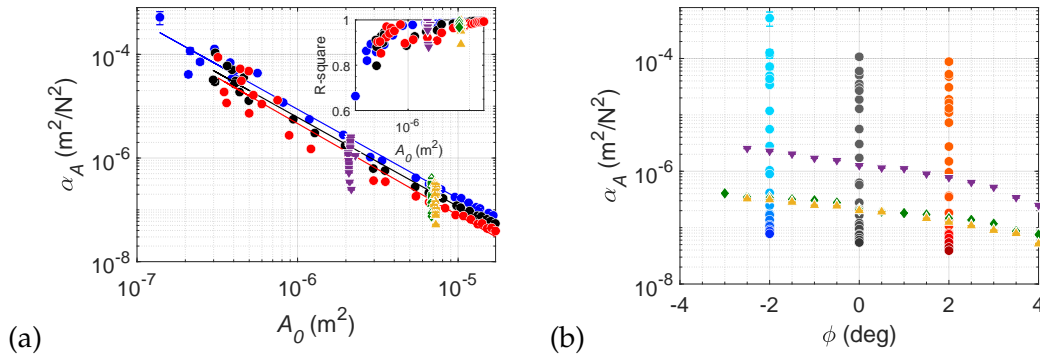 (a)
α_A (m²/N²)
10⁻⁴
10⁻⁶
10⁻⁸
10⁻⁷
10⁻⁶
10⁻⁵
A₀ (m²)
R-square
1
0.8
0.6
10⁻⁶
A₀ (m²)
(b)
α_A (m²/N²)
10⁻⁴
10⁻⁶
10⁻⁸
-4
-2
0
2
4
ϕ (deg)